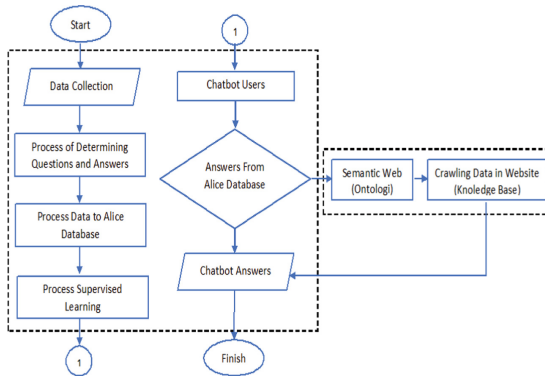 Start
Data Collection
Process of Determining
Questions and Answers
Process Data to Alice
Database
Process Supervised
Learning
1
1
Chatbot Users
Answers From
Alice Database
Chatbot Answers
Finish
Semantic Web
(Ontologi)
Crawling Data in Website
(Knoledge Base)